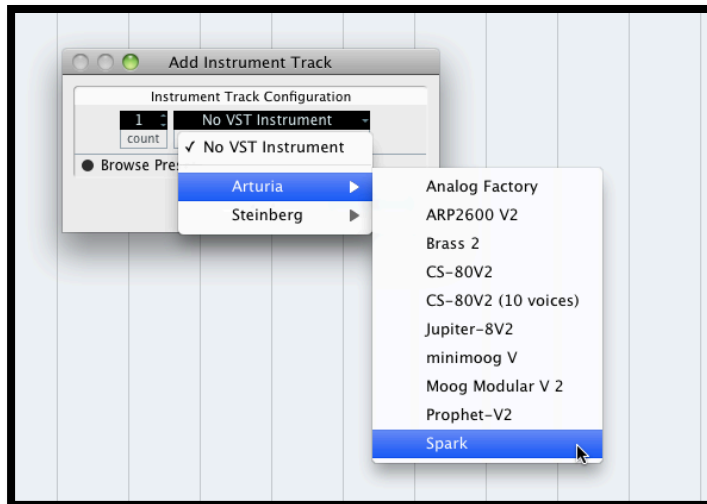 Add Instrument Track
Instrument Track Configuration
1 No VST Instrument
count
✓ No VST Instrument
Browse Pre
Arturia
Steinberg
Analog Factory
ARP2600 V2
Brass 2
CS-80V2
CS-80V2 (10 voices)
Jupiter-8V2
minimoog V
Moog Modular V 2
Prophet-V2
Spark